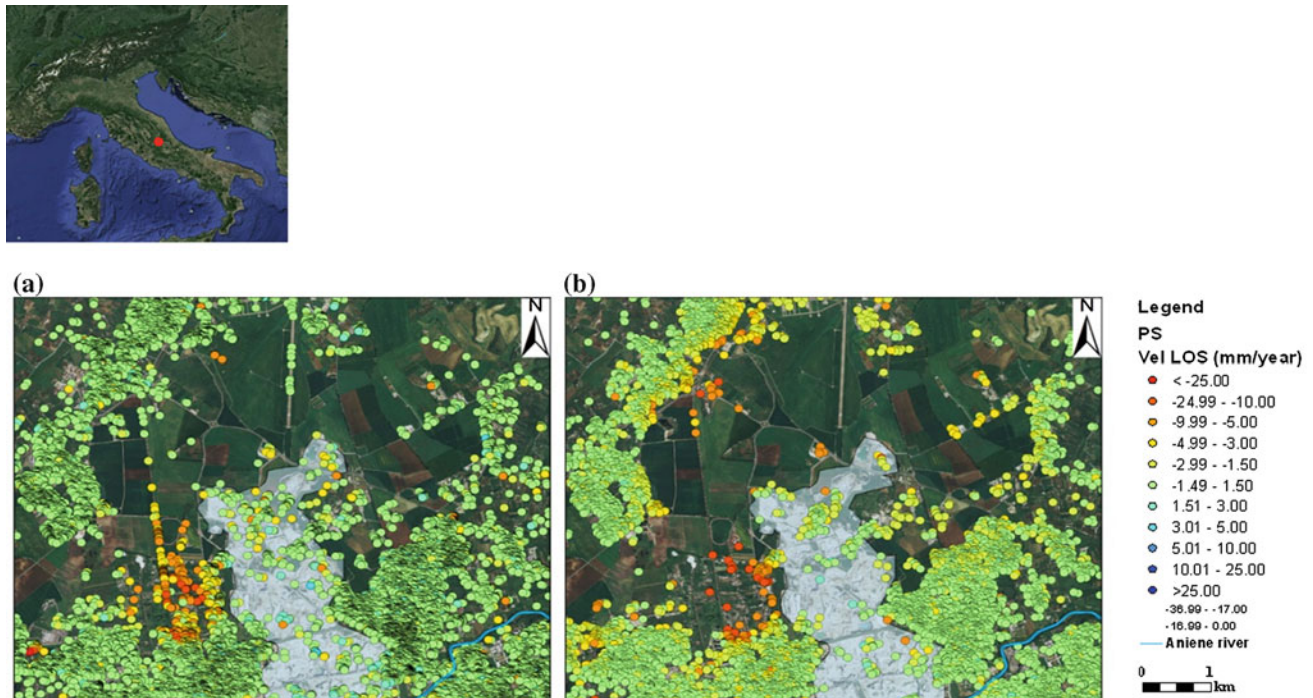 (a)
(b)
N
N
Legend
PS
Vel LOS (mm/year)
< -25.00
-24.99 - -10.00
-9.99 - -5.00
-4.99 - -3.00
-2.99 - -1.50
-1.49 - 1.50
1.51 - 3.00
3.01 - 5.00
5.01 - 10.00
10.01 - 25.00
>25.00
-36.99 - -17.00
-16.99 - 0.00
Aniene river
0 1
km